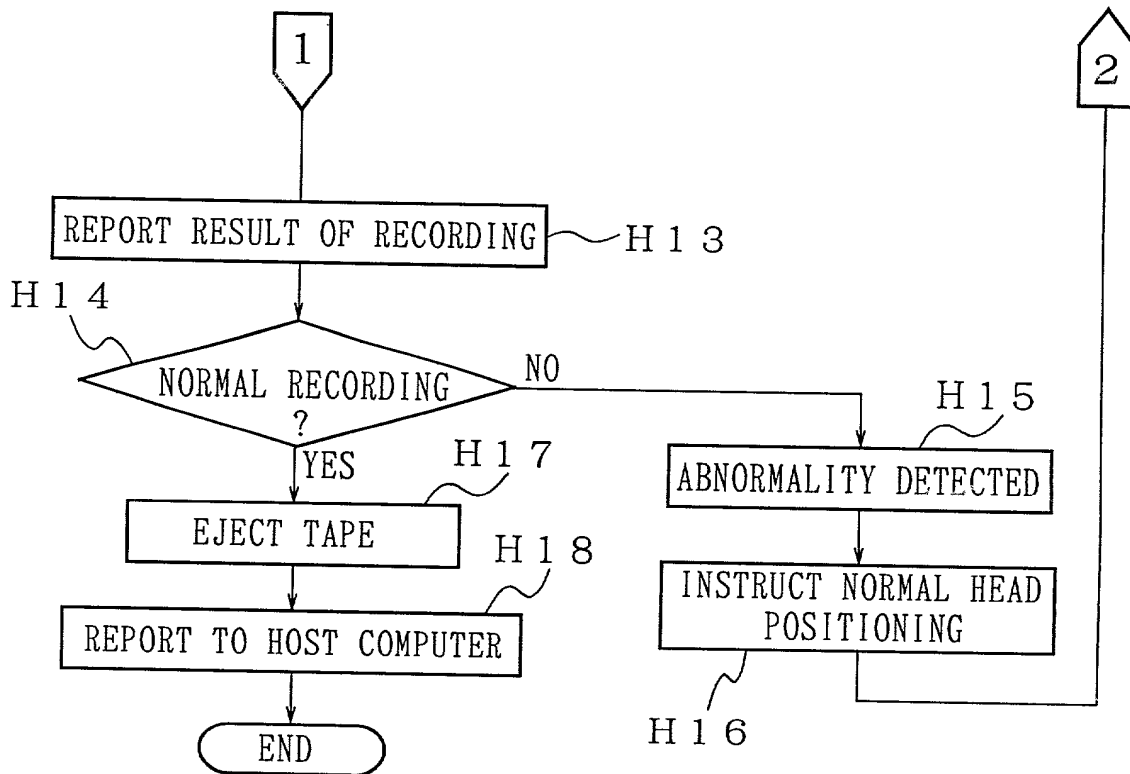 1
2
REPORT RESULT OF RECORDING
H13
H14
NORMAL RECORDING
?
NO
YES
H15
ABNORMALITY DETECTED
H17
EJECT TAPE
INSTRUCT NORMAL HEAD
POSITIONING
H16
H18
REPORT TO HOST COMPUTER
END